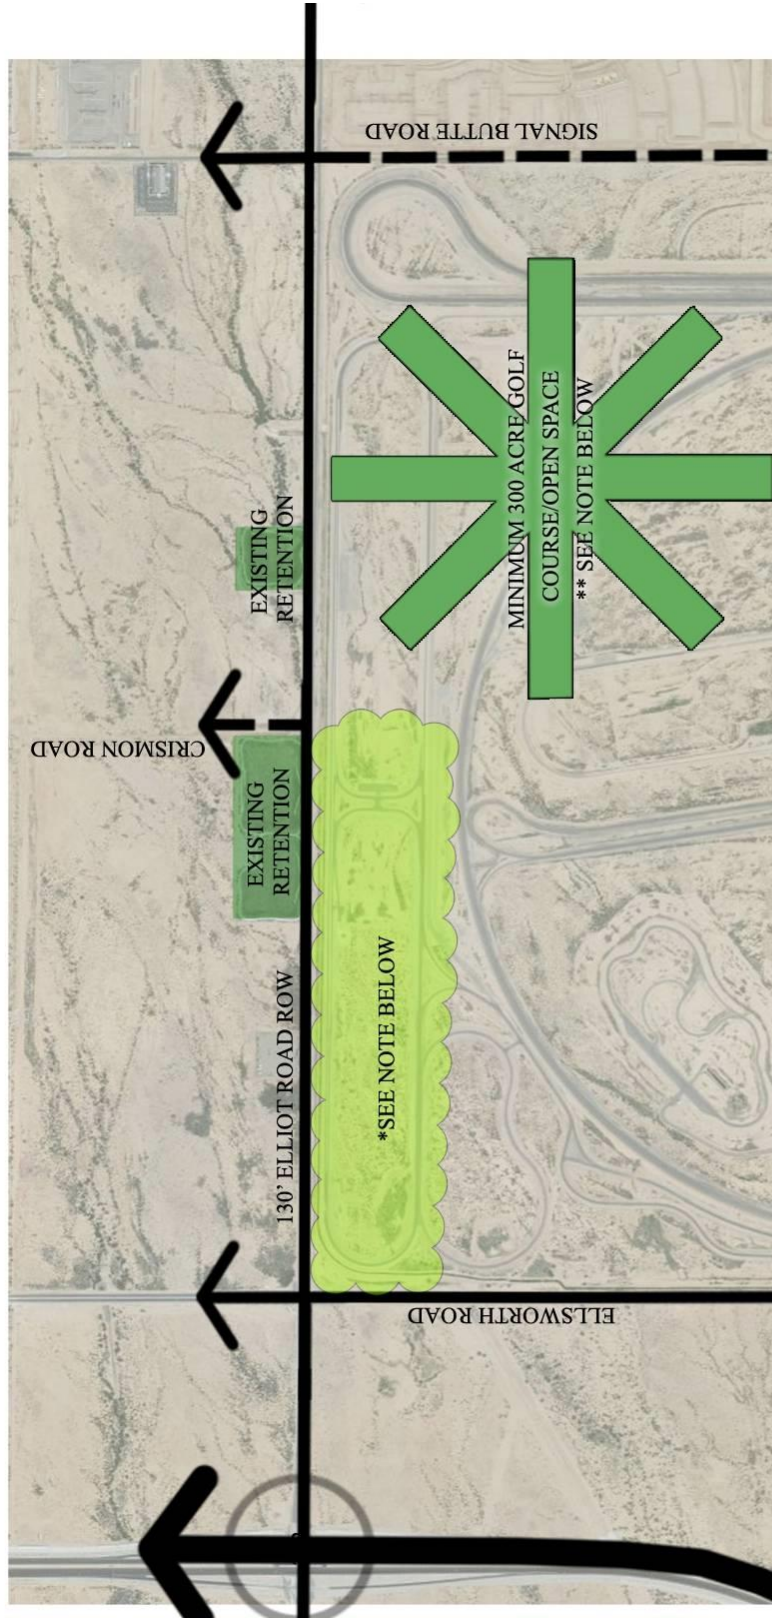 SIGNAL BUTTE ROAD
MINIMUM 300 ACRE GOLF
COURSE/OPEN SPACE
** SEE NOTE BELOW
EXISTING
RETENTION
CRISMON ROAD
EXISTING
RETENTION
*SEE NOTE BELOW
130' ELLIOT ROAD ROW
ELLSWORTH ROAD